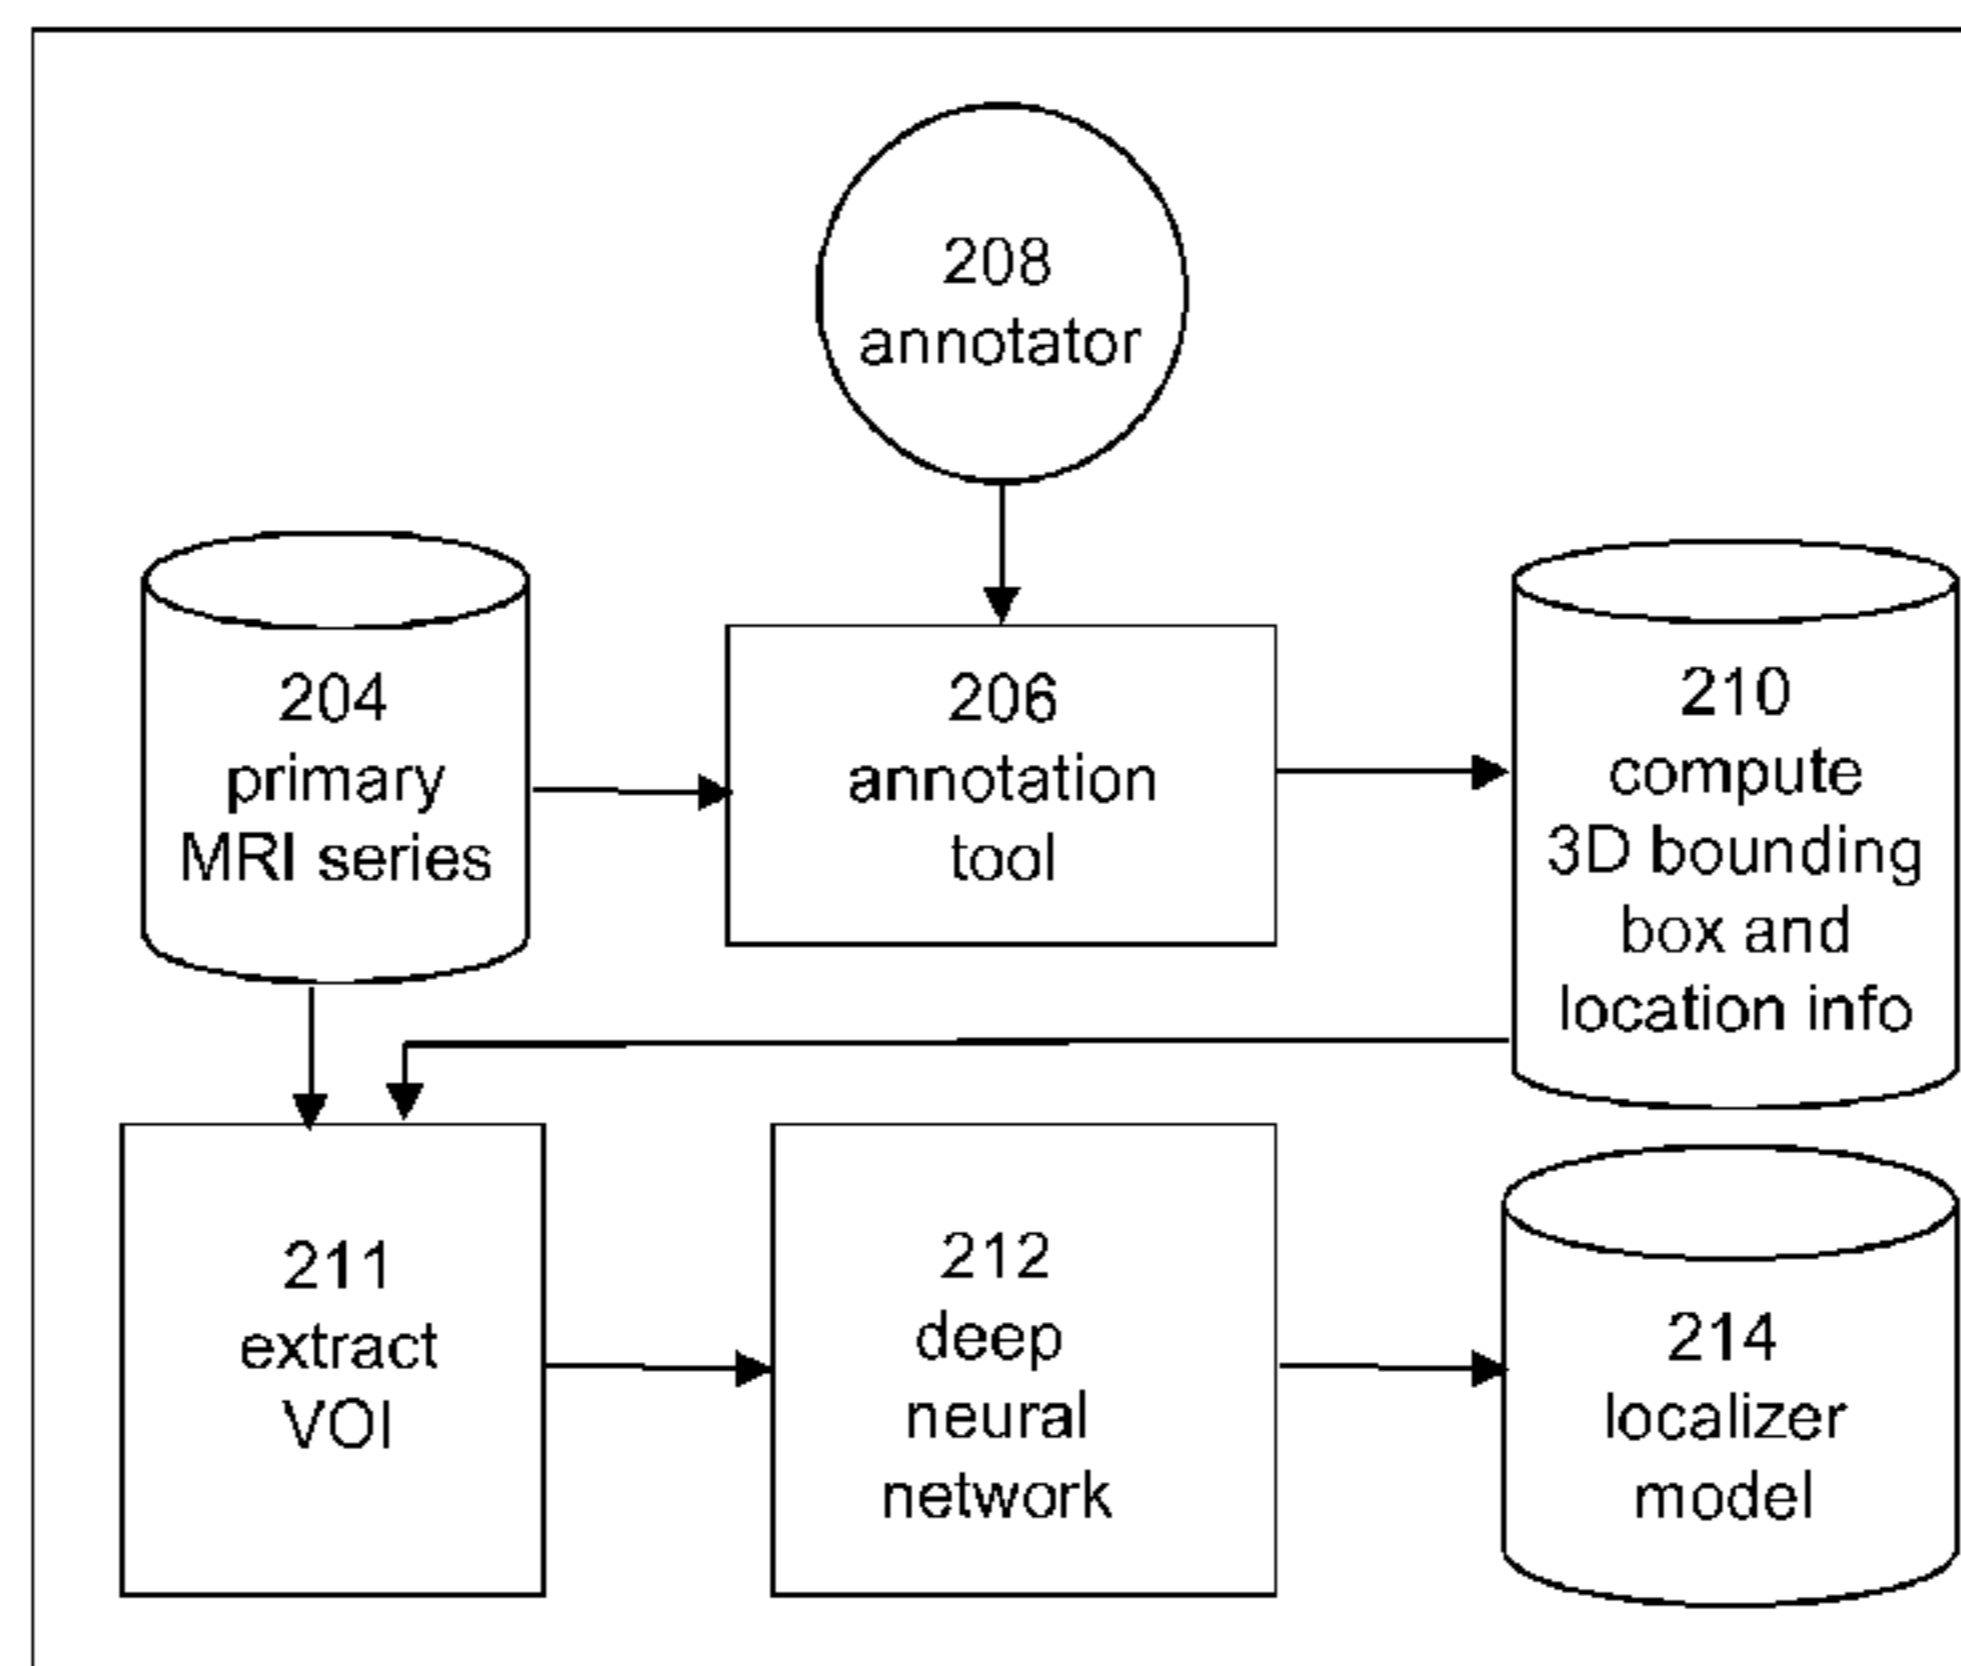 208
annotator
204
primary
MRI series
206
annotation
tool
210
compute
3D bounding
box and
location info
211
extract
VOI
212
deep
neural
network
214
localizer
model